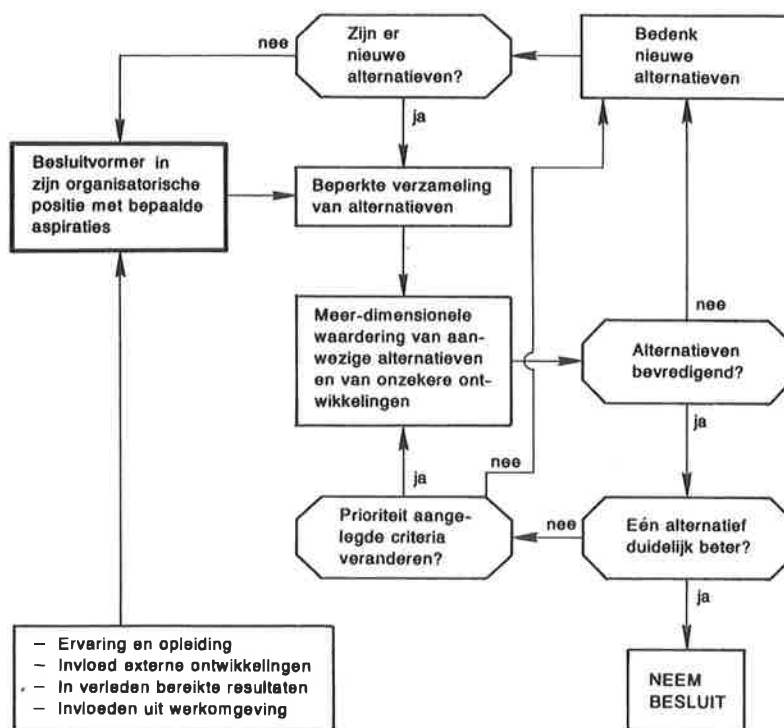 nee
Zijn er
nieuwe
alternatieven?
Bedenk
nieuwe
alternatieven
ja
Besluitvormer in
zijn organisatorische
positie met bepaalde
aspiraties
Beperkte verzameling
van alternatieven
nee
Meer-dimensionele
waardering van aan-
wezige alternatieven
en van onzekere ont-
wikkelingen
Alternatieven
bevredigend?
ja
ja
nee
Prioriteit aange-
legde criteria
veranderen?
nee
Eén alternatief
duidelijk beter?
ja
– Ervaring en opleiding
– Invloed externe ontwikkelingen
– In verleden bereikte resultaten
– Invloeden uit werkomgeving
NEEM
BESLUIT